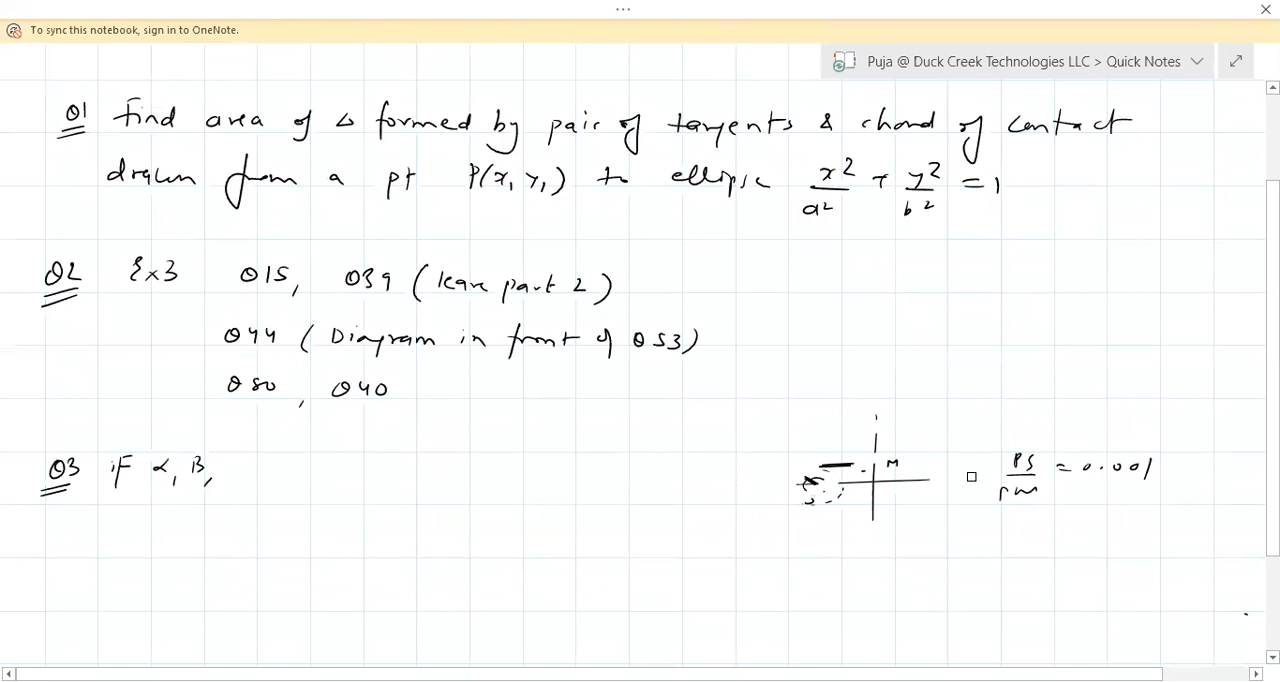 ...
To sync this notebook, sign in to OneNote.
Puja @ Duck Creek Technologies LLC > Quick Notes
Q1 Find area of Δ formed by pair of tangents & chord of contact
drawn from a pt P(x₁ y₁) to ellipse x²/a² + y²/b² = 1
Q2 Ex3 Q15, Q39 (leave part 2)
Q44 (Diagram in front of Q53)
Q50, Q40
Q3 if α, β,
M
PS/PM = 0.001